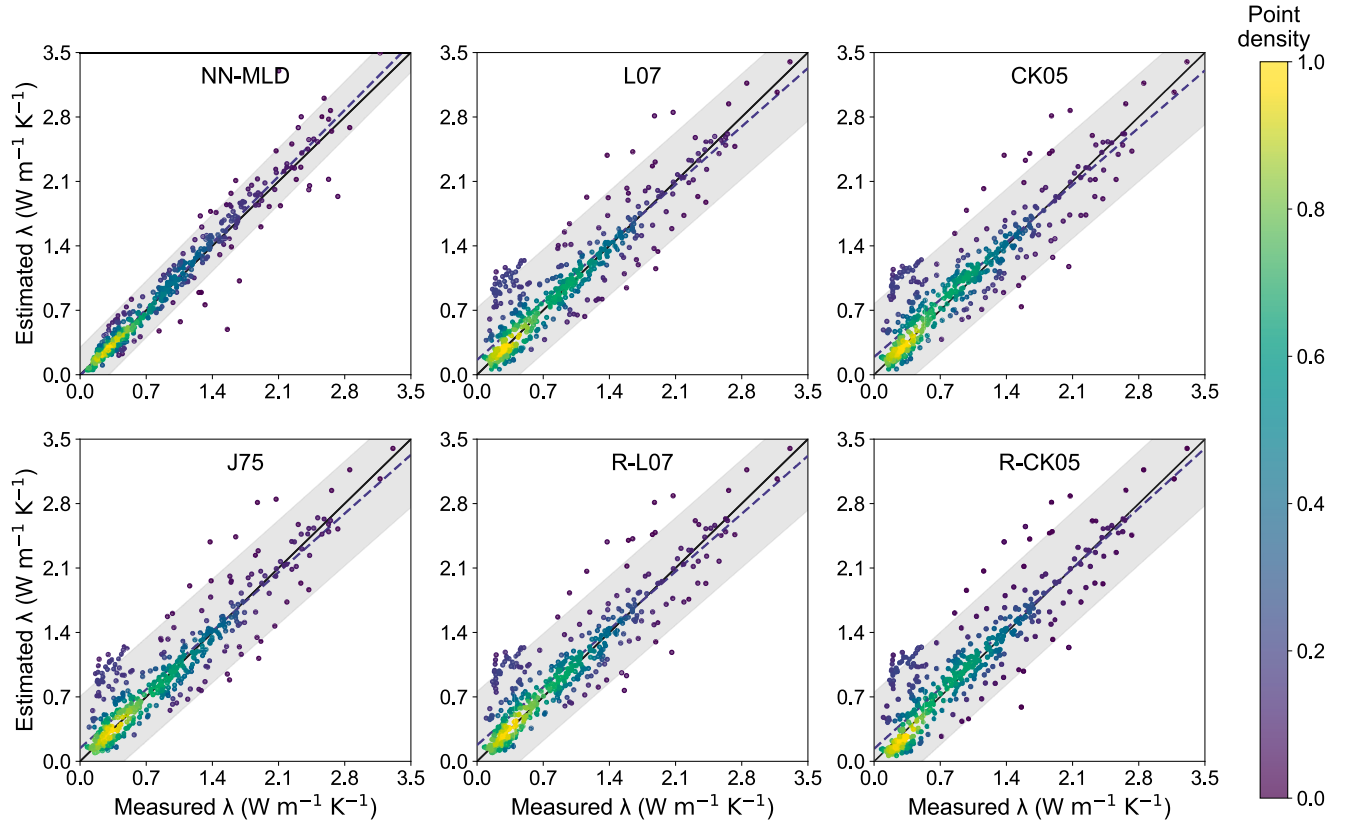 Point
density
NN-MLD
L07
CK05
Estimated λ (W m⁻¹ K⁻¹)
3.5
2.8
2.1
1.4
0.7
0.0
0.0 0.7 1.4 2.1 2.8 3.5
3.5
2.8
2.1
1.4
0.7
0.0
0.0 0.7 1.4 2.1 2.8 3.5
3.5
2.8
2.1
1.4
0.7
0.0
0.0 0.7 1.4 2.1 2.8 3.5
J75
R-L07
R-CK05
Estimated λ (W m⁻¹ K⁻¹)
3.5
2.8
2.1
1.4
0.7
0.0
0.0 0.7 1.4 2.1 2.8 3.5
Measured λ (W m⁻¹ K⁻¹)
3.5
2.8
2.1
1.4
0.7
0.0
0.0 0.7 1.4 2.1 2.8 3.5
Measured λ (W m⁻¹ K⁻¹)
3.5
2.8
2.1
1.4
0.7
0.0
0.0 0.7 1.4 2.1 2.8 3.5
Measured λ (W m⁻¹ K⁻¹)
1.0
0.8
0.6
0.4
0.2
0.0